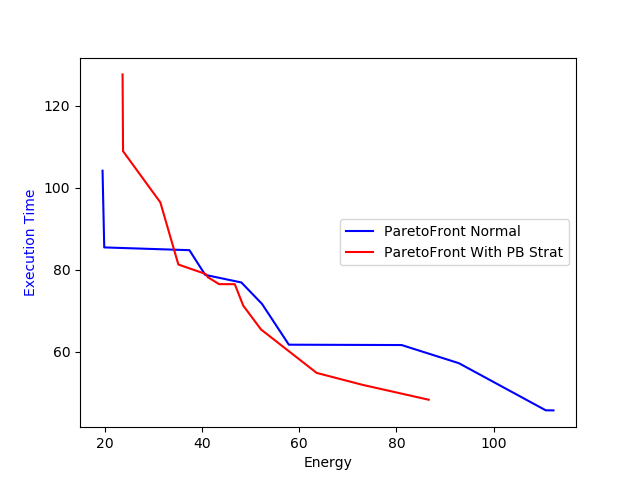 120
100
80
60
Execution Time
ParetoFront Normal
ParetoFront With PB Strat
20 40 60 80 100
Energy